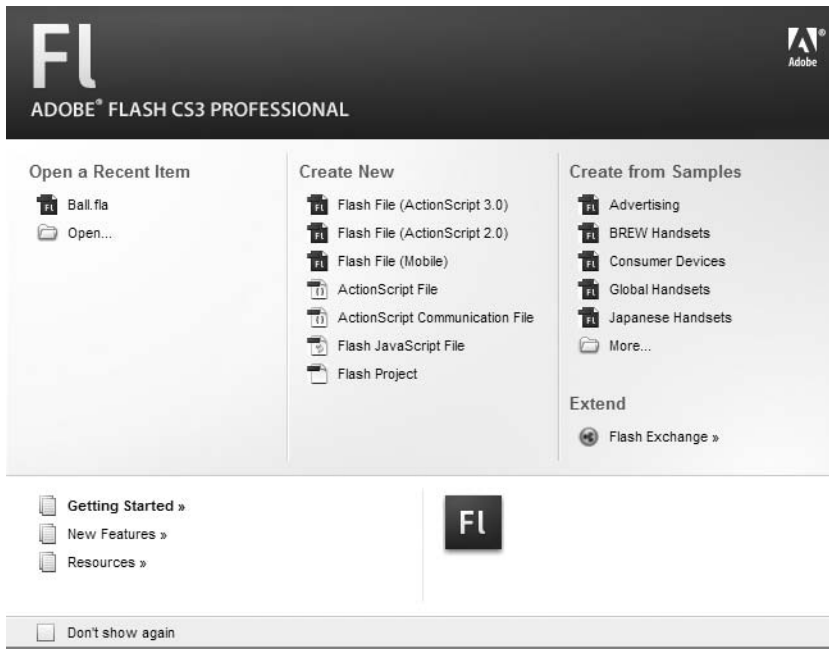 Fl
ADOBE® FLASH CS3 PROFESSIONAL
Adobe®
Open a Recent Item
Ball.fla
Open...
Create New
Flash File (ActionScript 3.0)
Flash File (ActionScript 2.0)
Flash File (Mobile)
ActionScript File
ActionScript Communication File
Flash JavaScript File
Flash Project
Create from Samples
Advertising
BREW Handsets
Consumer Devices
Global Handsets
Japanese Handsets
More...
Extend
Flash Exchange »
Getting Started »
New Features »
Resources »
Fl
Don't show again